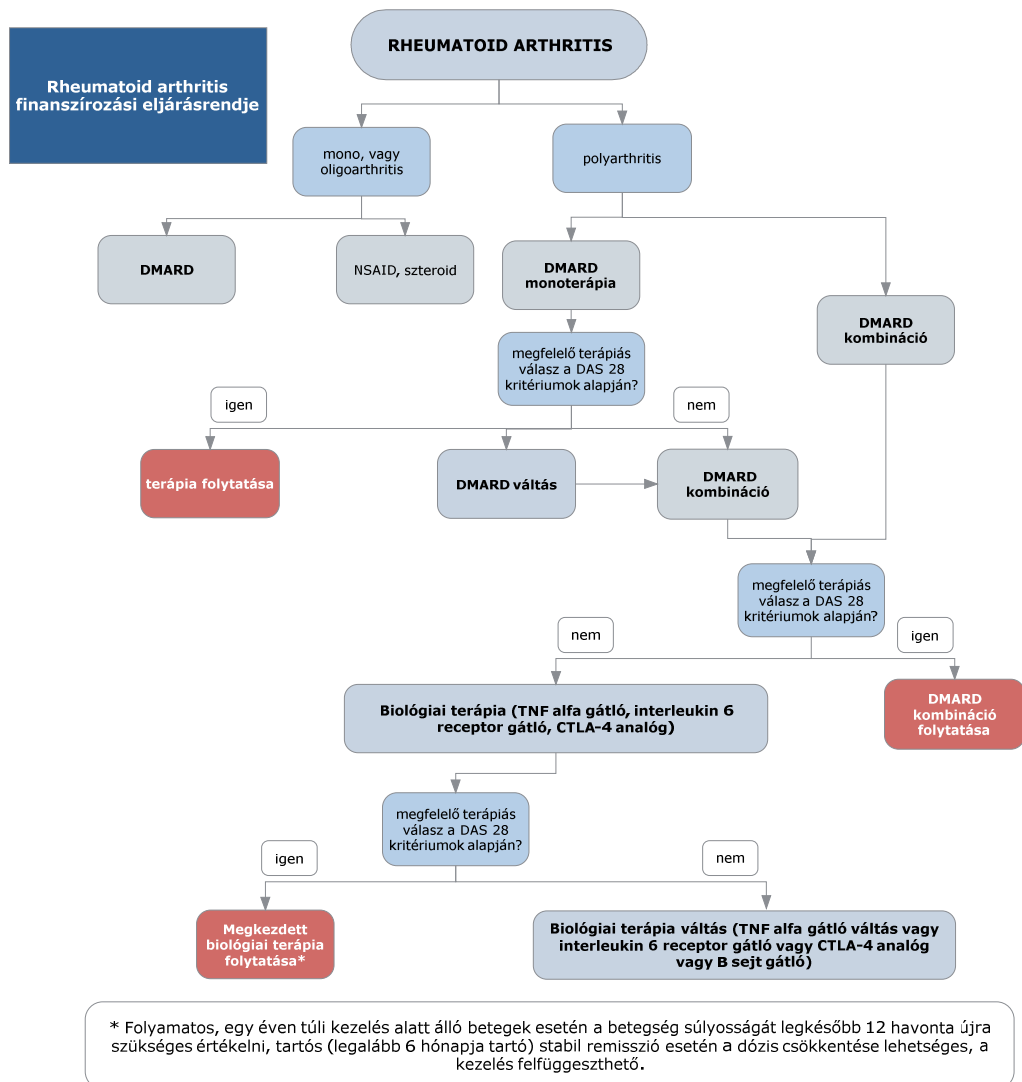 RHEUMATOID ARTHRITIS
Rheumatoid arthritis
finanszírozási eljárásrendje
mono, vagy
oligoarthritis
polyarthritis
DMARD
NSAID, szteroid
DMARD
monoterápia
DMARD
kombináció
megfelelő terápiás
válasz a DAS 28
kritériumok alapján?
igen
nem
terápia folytatása
DMARD váltás
DMARD
kombináció
megfelelő terápiás
válasz a DAS 28
kritériumok alapján?
nem
igen
Biológiai terápia (TNF alfa gátló, interleukin 6
receptor gátló, CTLA-4 analóg)
DMARD
kombináció
folytatása
megfelelő terápiás
válasz a DAS 28
kritériumok alapján?
igen
nem
Megkezdett
biológiai terápia
folytatása*
Biológiai terápia váltás (TNF alfa gátló váltás vagy
interleukin 6 receptor gátló vagy CTLA-4 analóg
vagy B sejt gátló)
* Folyamatos, egy éven túli kezelés alatt álló betegek esetén a betegség súlyosságát legkésőbb 12 havonta újra
szükséges értékelni, tartós (legalább 6 hónapja tartó) stabil remisszió esetén a dózis csökkentése lehetséges, a
kezelés felfüggeszthető.